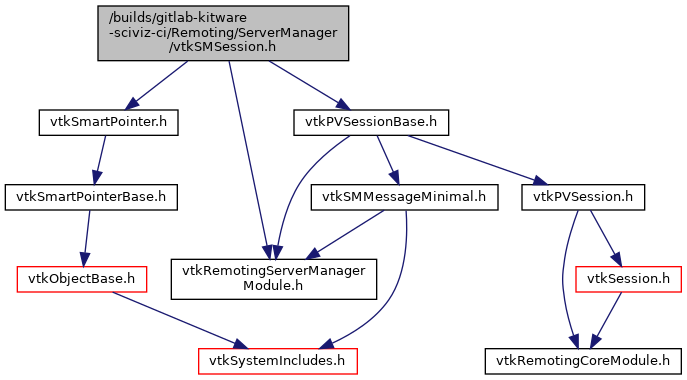 /builds/gitlab-kitware
-sciviz-ci/Remoting/ServerManager
/vtkSMSession.h
vtkSmartPointer.h
vtkPVSessionBase.h
vtkSmartPointerBase.h
vtkSMMessageMinimal.h
vtkPVSession.h
vtkObjectBase.h
vtkRemotingServerManager
Module.h
vtkSession.h
vtkSystemIncludes.h
vtkRemotingCoreModule.h